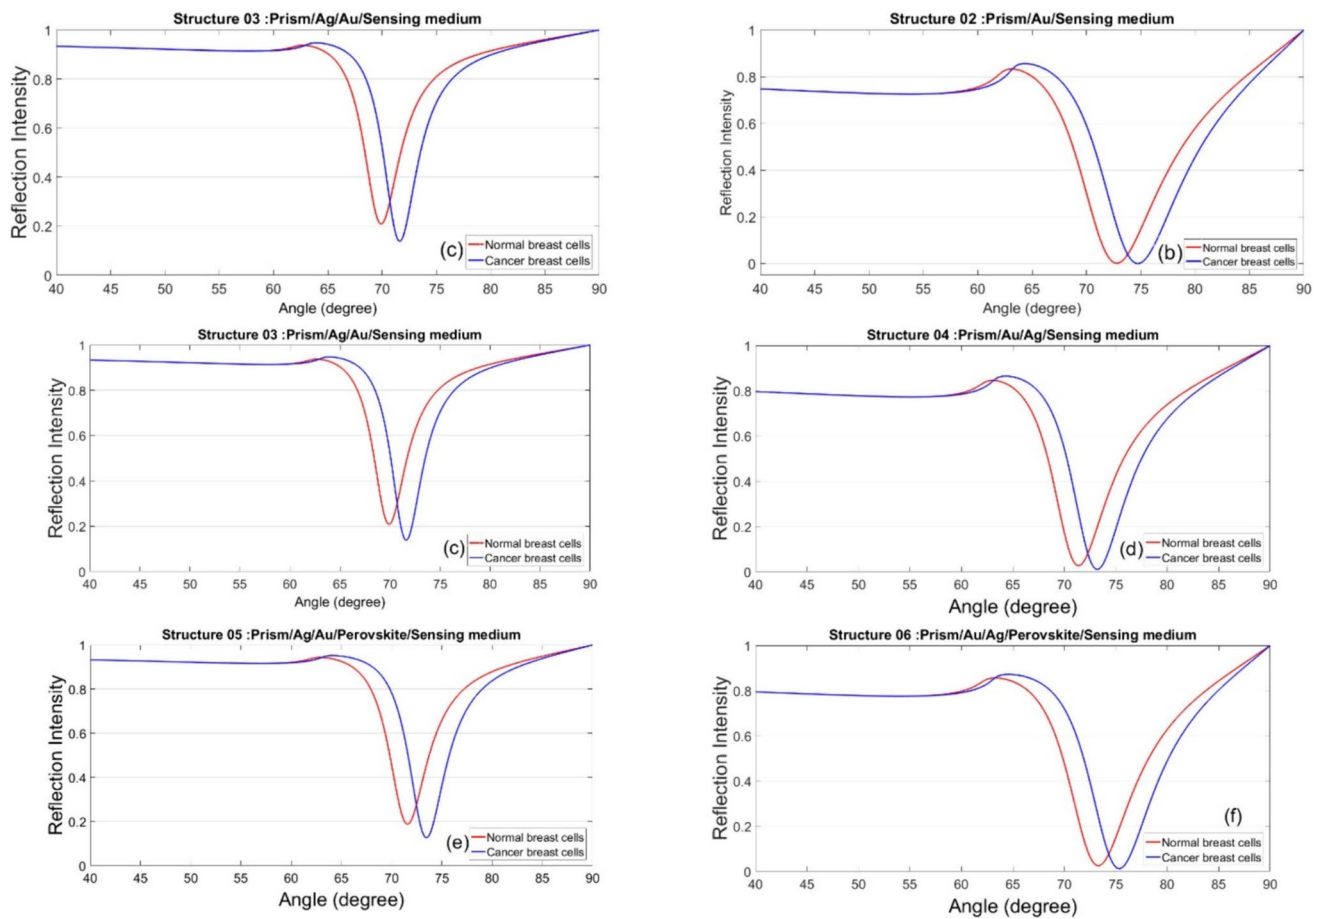 Structure 03 :Prism/Ag/Au/Sensing medium
Reflection Intensity
1
0.8
0.6
0.4
0.2
0
(c)
Normal breast cells
Cancer breast cells
40 45 50 55 60 65 70 75 80 85 90
Angle (degree)
Structure 02 :Prism/Au/Sensing medium
Reflection Intensity
1
0.8
0.6
0.4
0.2
0
(b)
Normal breast cells
Cancer breast cells
40 45 50 55 60 65 70 75 80 85 90
Angle (degree)
Structure 03 :Prism/Ag/Au/Sensing medium
Reflection Intensity
1
0.8
0.6
0.4
0.2
0
(c)
Normal breast cells
Cancer breast cells
40 45 50 55 60 65 70 75 80 85 90
Angle (degree)
Structure 04 :Prism/Au/Ag/Sensing medium
Reflection Intensity
1
0.8
0.6
0.4
0.2
0
(d)
Normal breast cells
Cancer breast cells
40 45 50 55 60 65 70 75 80 85 90
Angle (degree)
Structure 05 :Prism/Ag/Au/Perovskite/Sensing medium
Reflection Intensity
1
0.8
0.6
0.4
0.2
0
(e)
Normal breast cells
Cancer breast cells
40 45 50 55 60 65 70 75 80 85 90
Angle (degree)
Structure 06 :Prism/Au/Ag/Perovskite/Sensing medium
Reflection Intensity
1
0.8
0.6
0.4
0.2
0
(f)
Normal breast cells
Cancer breast cells
40 45 50 55 60 65 70 75 80 85 90
Angle (degree)